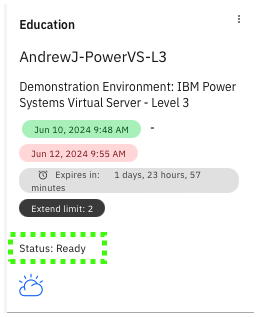 Education
AndrewJ-PowerVS-L3
Demonstration Environment: IBM Power
Systems Virtual Server - Level 3
Jun 10, 2024 9:48 AM -
Jun 12, 2024 9:55 AM
Expires in: 1 days, 23 hours, 57
minutes
Extend limit: 2
Status: Ready